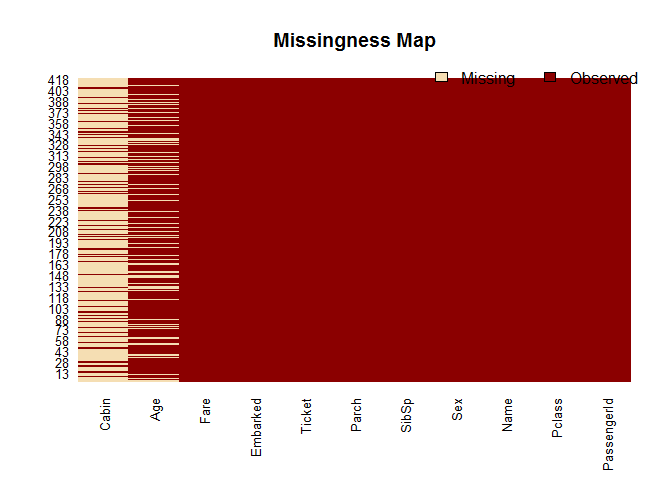 Missingness Map
Missing Observed
418
403
388
373
358
343
328
313
298
283
268
253
238
223
208
193
178
163
148
133
118
103
88
73
58
43
28
13
Cabin
Age
Fare
Embarked
Ticket
Parch
SibSp
Sex
Name
Pclass
PassengerId